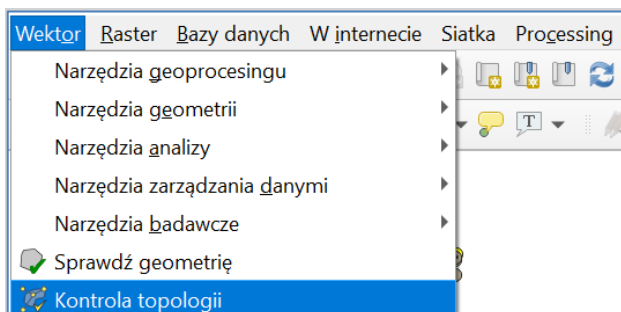 Wektor Raster Bazy danych W internecie Siatka Processing
Narzędzia geoprocesingu
Narzędzia geometrii
T
Narzędzia analizy
Narzędzia zarządzania danymi
Narzędzia badawcze
Sprawdź geometrię
Kontrola topologii